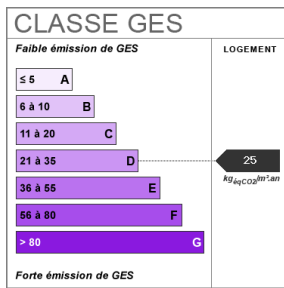 CLASSE GES
Faible émission de GES
LOGEMENT
≤ 5 A
6 à 10 B
11 à 20 C
21 à 35 D
25
kgéqCO2/m².an
36 à 55 E
56 à 80 F
> 80 G
Forte émission de GES